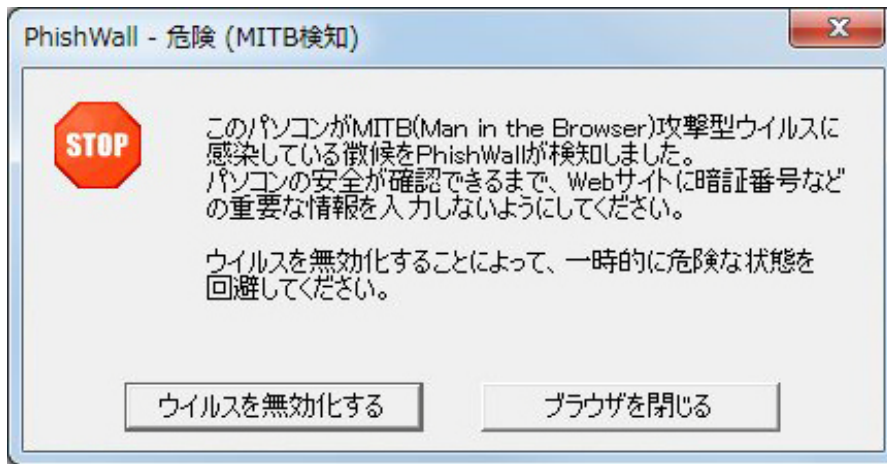 PhishWall - 危険 (MITB検知)
STOP
このパソコンがMITB(Man in the Browser)攻撃型ウイルスに
感染している徴候をPhishWallが検知しました。
パソコンの安全が確認できるまで、Webサイトに暗証番号など
の重要な情報を入力しないようにしてください。
ウイルスを無効化することによって、一時的に危険な状態を
回避してください。
ウイルスを無効化する
ブラウザを閉じる